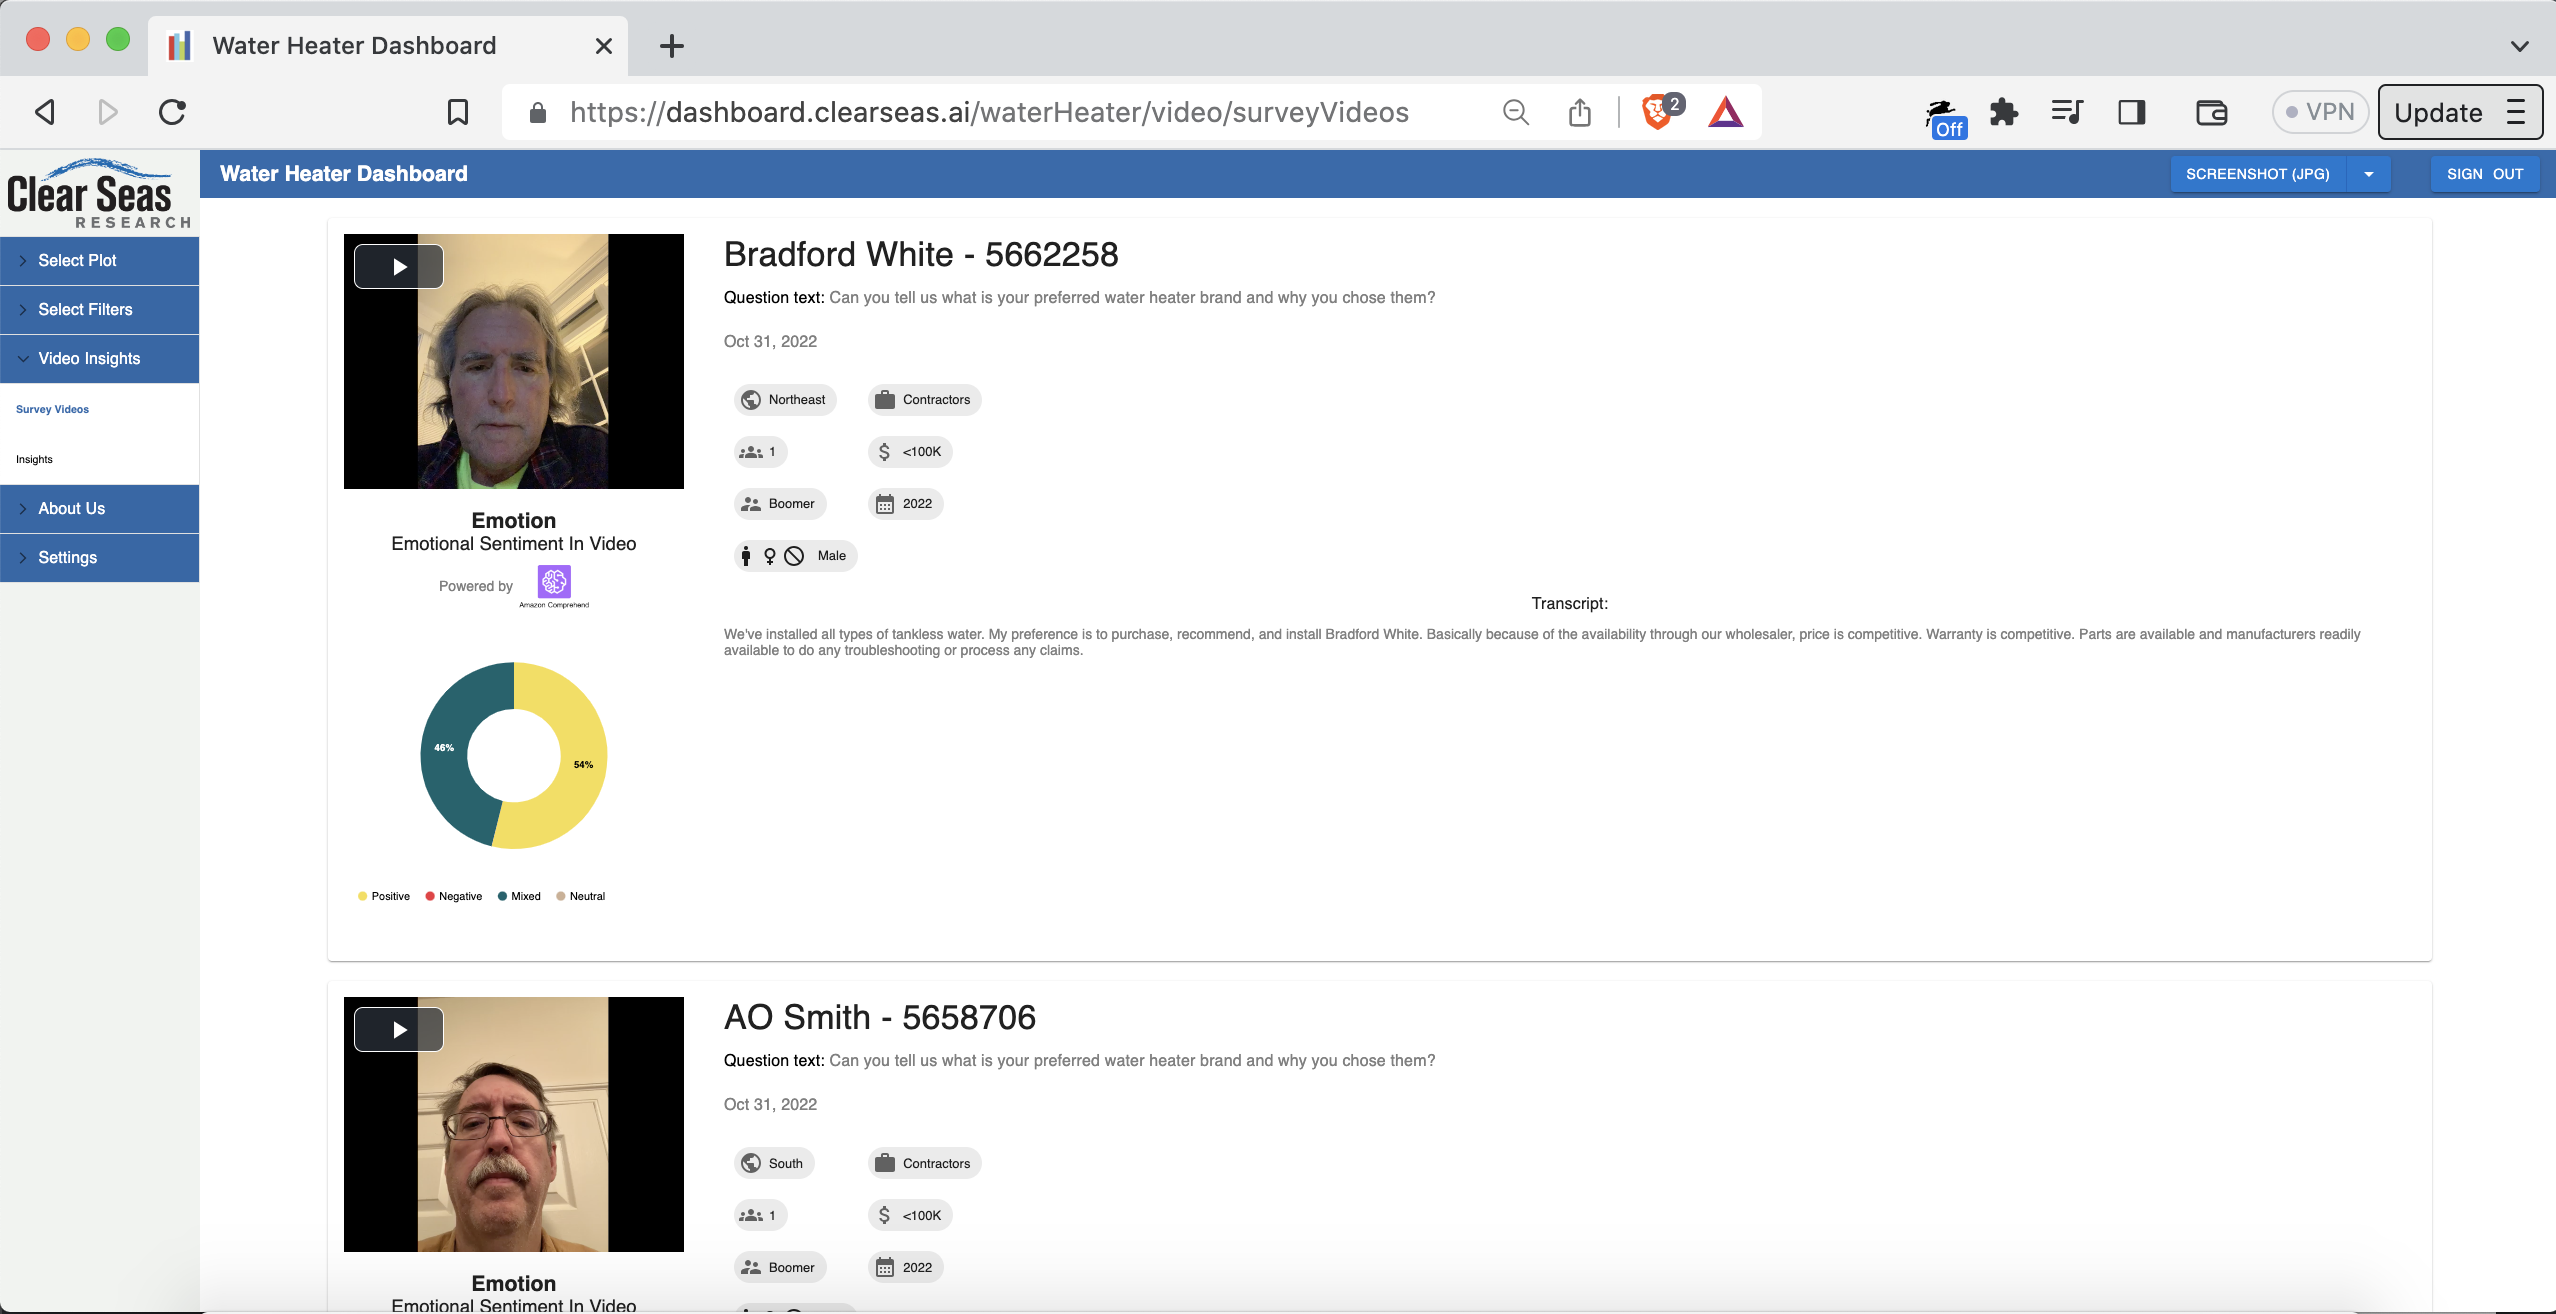 Water Heater Dashboard
https://dashboard.clearseas.ai/waterHeater/video/surveyVideos
2
Off
VPN
Update
Clear Seas
RESEARCH
Water Heater Dashboard
SCREENSHOT (JPG)
SIGN OUT
Select Plot
Select Filters
Video Insights
Survey Videos
Insights
About Us
Settings
Bradford White - 5662258
Question text: Can you tell us what is your preferred water heater brand and why you chose them?
Oct 31, 2022
Northeast
Contractors
1
<100K
Boomer
2022
Male
Emotion
Emotional Sentiment In Video
Powered by
Amazon Comprehend
Transcript:
We've installed all types of tankless water. My preference is to purchase, recommend, and install Bradford White. Basically because of the availability through our wholesaler, price is competitive. Warranty is competitive. Parts are available and manufacturers readily
available to do any troubleshooting or process any claims.
46%
54%
Positive
Negative
Mixed
Neutral
AO Smith - 5658706
Question text: Can you tell us what is your preferred water heater brand and why you chose them?
Oct 31, 2022
South
Contractors
1
<100K
Boomer
2022
Emotion
Emotional Sentiment In Video